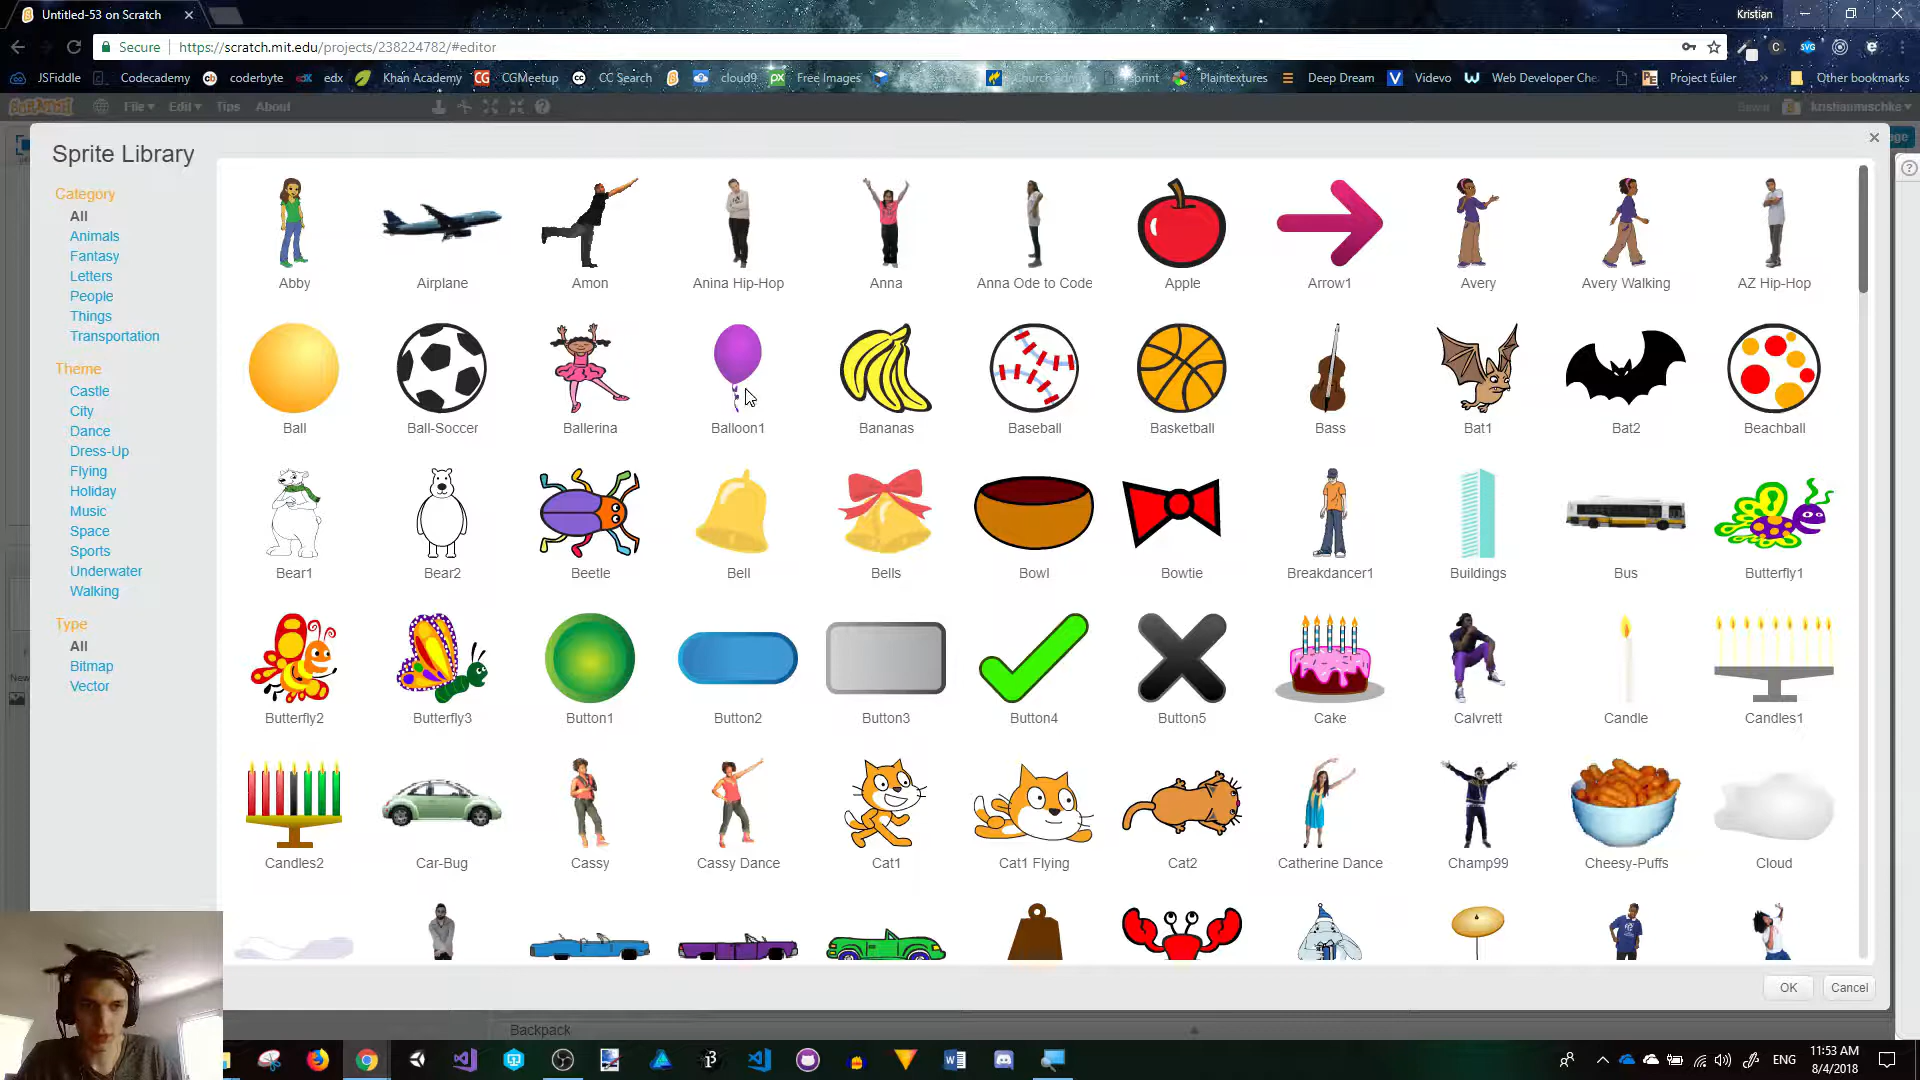 Untitled-53 on Scratch
Kristian
Secure
https://scratch.mit.edu/projects/238224782/#editor
JSFiddle
Codecademy
coderbyte
edx
Khan Academy
CGMeetup
CC Search
cloud9
Free Images
Plaintextures
Deep Dream
Videvo
Web Developer Che
Project Euler
Other bookmarks
SCRATCH
File
Edit
Tips
About
kristianmischke
Sprite Library
Category
All
Animals
Fantasy
Letters
People
Things
Transportation
Theme
Castle
City
Dance
Dress-Up
Flying
Holiday
Music
Space
Sports
Underwater
Walking
Type
All
Bitmap
Vector
New
Abby
Airplane
Amon
Anina Hip-Hop
Anna
Anna Ode to Code
Apple
Arrow1
Avery
Avery Walking
AZ Hip-Hop
Ball
Ball-Soccer
Ballerina
Balloon1
Bananas
Baseball
Basketball
Bass
Bat1
Bat2
Beachball
Bear1
Bear2
Beetle
Bell
Bells
Bowl
Bowtie
Breakdancer1
Buildings
Bus
Butterfly1
Butterfly2
Butterfly3
Button1
Button2
Button3
Button4
Button5
Cake
Calvrett
Candle
Candles1
Candles2
Car-Bug
Cassy
Cassy Dance
Cat1
Cat1 Flying
Cat2
Catherine Dance
Champ99
Cheesy-Puffs
Cloud
OK
Cancel
Backpack
ENG
11:53 AM
8/4/2018